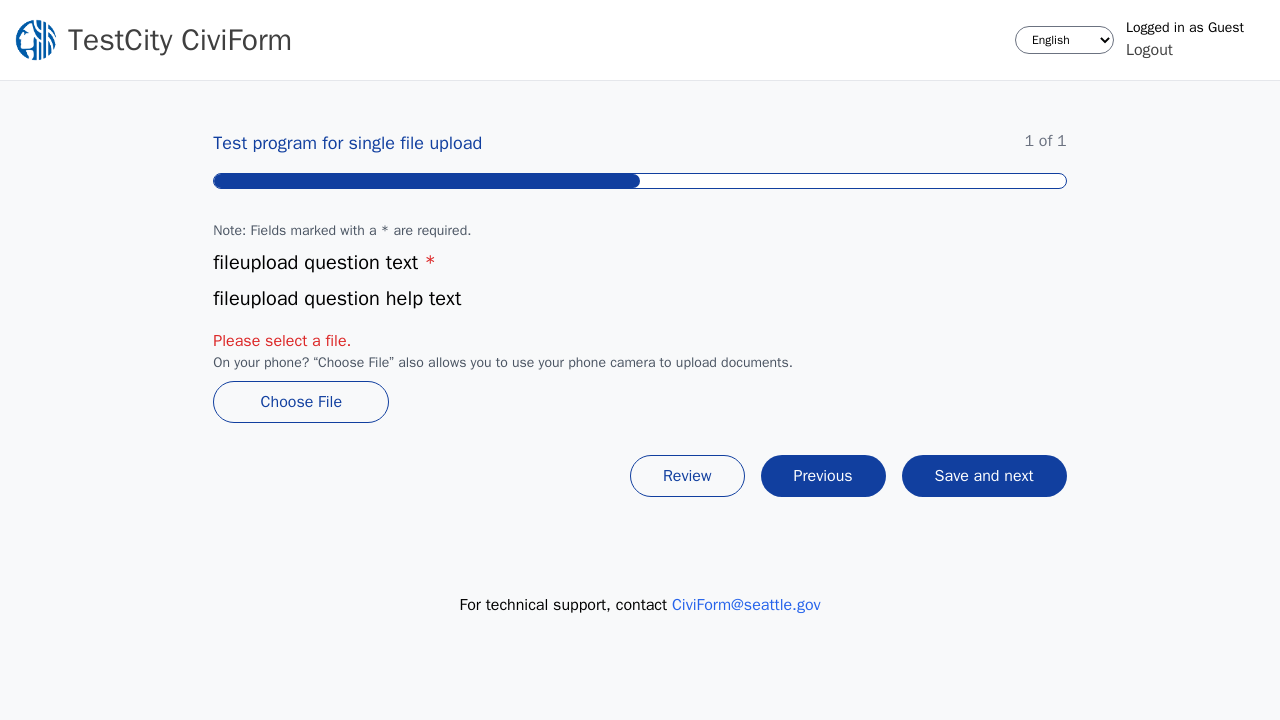 TestCity CiviForm
English
Logged in as Guest
Logout
Test program for single file upload
1 of 1
Note: Fields marked with a * are required.
fileupload question text *
fileupload question help text
Please select a file.
On your phone? “Choose File” also allows you to use your phone camera to upload documents.
Choose File
Review
Previous
Save and next
For technical support, contact CiviForm@seattle.gov